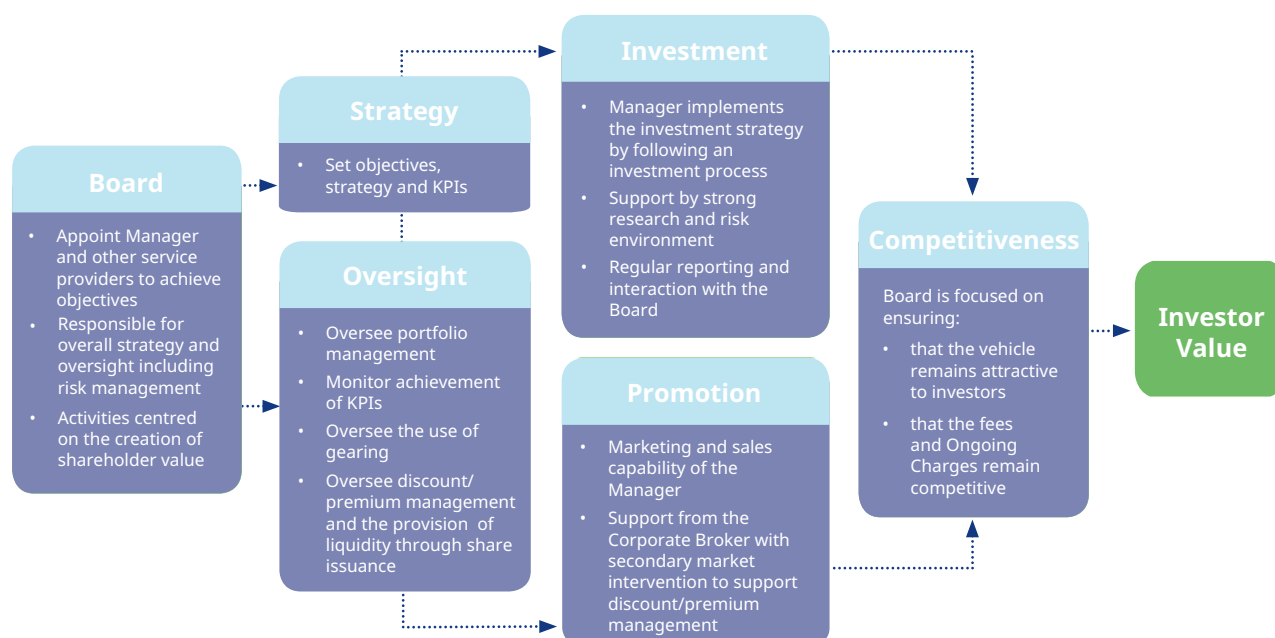 Board
• Appoint Manager
and other service
providers to achieve
objectives
• Responsible for
overall strategy and
oversight including
risk management
• Activities centred
on the creation of
shareholder value
Strategy
• Set objectives,
strategy and KPIs
Oversight
• Oversee portfolio
management
• Monitor achievement
of KPIs
• Oversee the use of
gearing
• Oversee discount/
premium management
and the provision of
liquidity through share
issuance
Investment
• Manager implements
the investment strategy
by following an
investment process
• Support by strong
research and risk
environment
• Regular reporting and
interaction with the
Board
Promotion
• Marketing and sales
capability of the
Manager
• Support from the
Corporate Broker with
secondary market
intervention to support
discount/premium
management
Competitiveness
Board is focused on
ensuring:
• that the vehicle
remains attractive
to investors
• that the fees
and Ongoing
Charges remain
competitive
Investor
Value